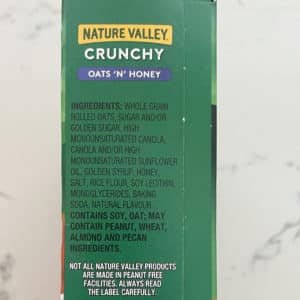 NATURE VALLEY
CRUNCHY
OATS 'N' HONEY
INGREDIENTS: WHOLE GRAIN
ROLLED OATS, SUGAR AND/OR
GOLDEN SUGAR, HIGH
MONOUNSATURATED CANOLA,
CANOLA AND/OR HIGH
MONOUNSATURATED SUNFLOWER
OIL, GOLDEN SYRUP, HONEY,
SALT, RICE FLOUR, SOY LECITHIN,
MONOGLYCERIDES, BAKING
SODA, NATURAL FLAVOUR.
CONTAINS SOY, OAT; MAY
CONTAIN PEANUT, WHEAT,
ALMOND AND PECAN
INGREDIENTS.
NOT ALL NATURE VALLEY PRODUCTS
ARE MADE IN PEANUT FREE
FACILITIES. ALWAYS READ
THE LABEL CAREFULLY.